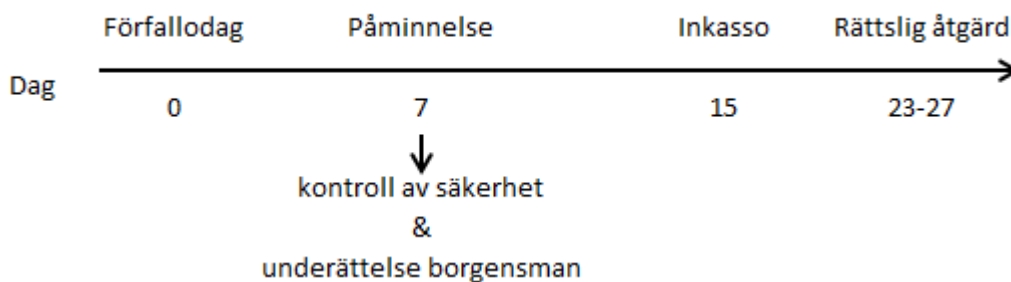 Förfallodag Påminnelse Inkasso Rättslig åtgärd
Dag
0 7 15 23-27
kontroll av säkerhet
&
underättelse borgensman